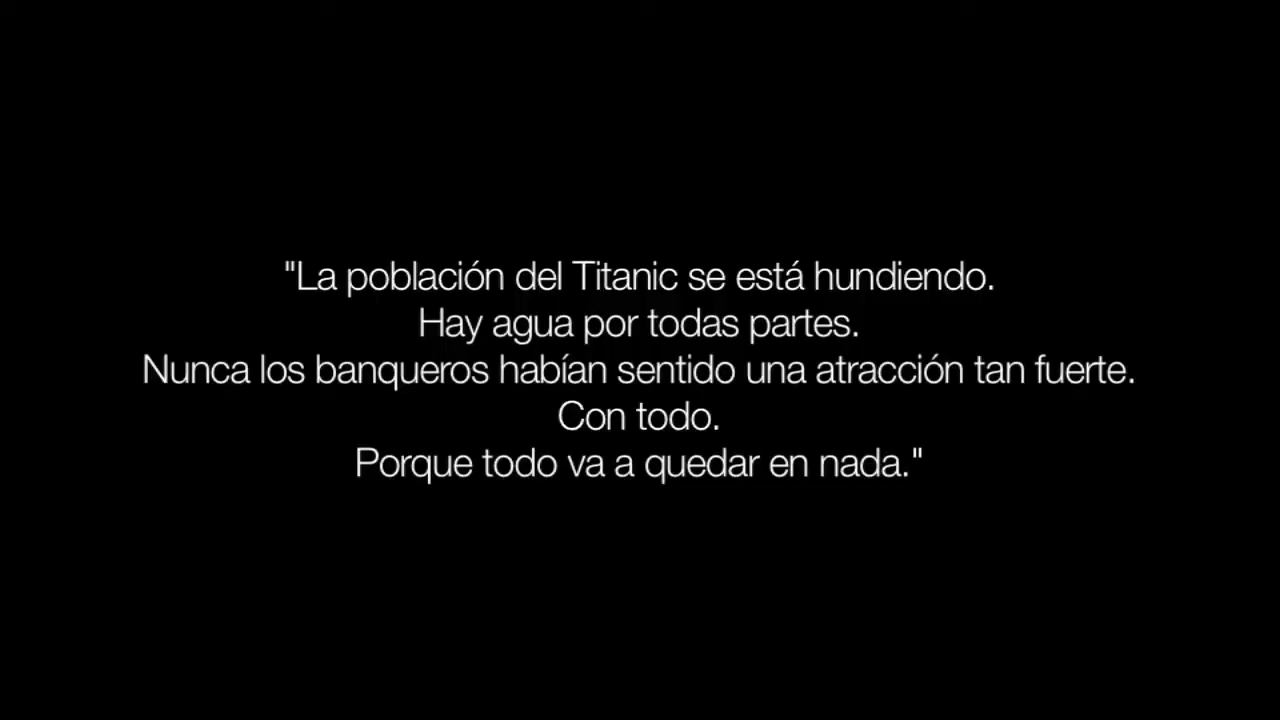 "La población del Titanic se está hundiendo.
Hay agua por todas partes.
Nunca los banqueros habían sentido una atracción tan fuerte.
Con todo.
Porque todo va a quedar en nada."